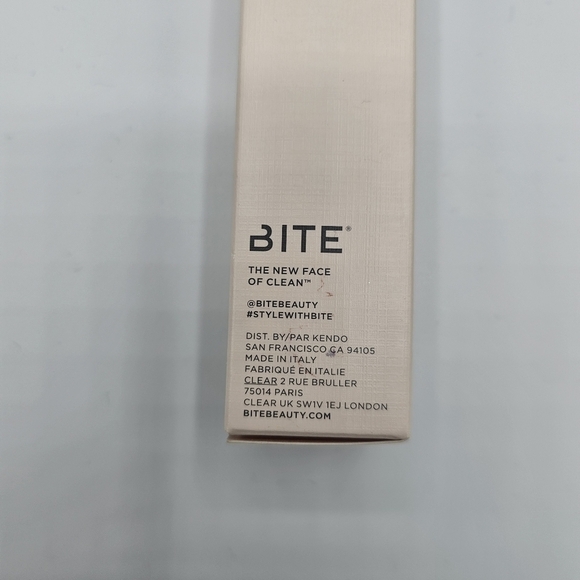 BITE®
THE NEW FACE
OF CLEAN™
@BITEBEAUTY
#STYLEWITHBITE
DIST. BY/PAR KENDO
SAN FRANCISCO CA 94105
MADE IN ITALY
FABRIQUÉ EN ITALIE
CLEAR 2 RUE BRULLER
75014 PARIS
CLEAR UK SW1V 1EJ LONDON
BITEBEAUTY.COM